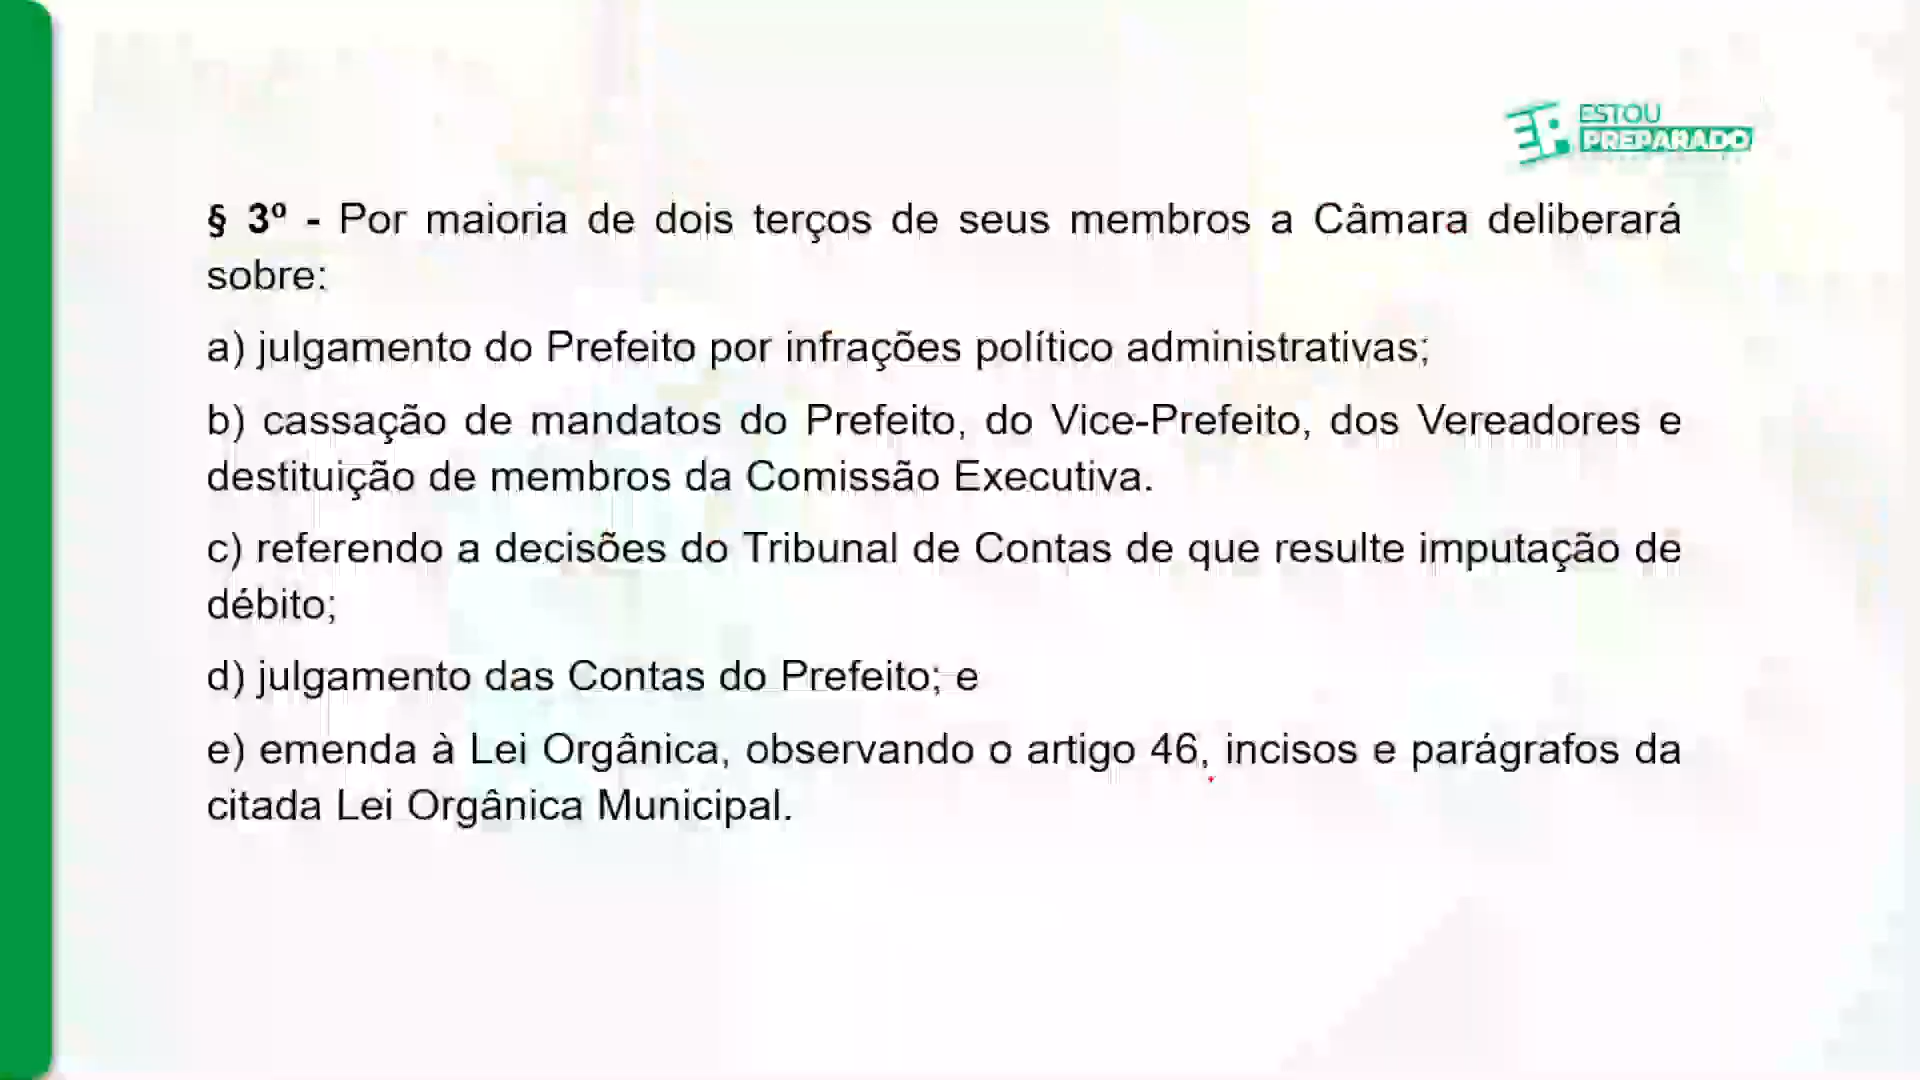 ESTOU
PREPARADO
§ 3º - Por maioria de dois terços de seus membros a Câmara deliberará
sobre:
a) julgamento do Prefeito por infrações político administrativas;
b) cassação de mandatos do Prefeito, do Vice-Prefeito, dos Vereadores e
destituição de membros da Comissão Executiva.
c) referendo a decisões do Tribunal de Contas de que resulte imputação de
débito;
d) julgamento das Contas do Prefeito; e
e) emenda à Lei Orgânica, observando o artigo 46, incisos e parágrafos da
citada Lei Orgânica Municipal.